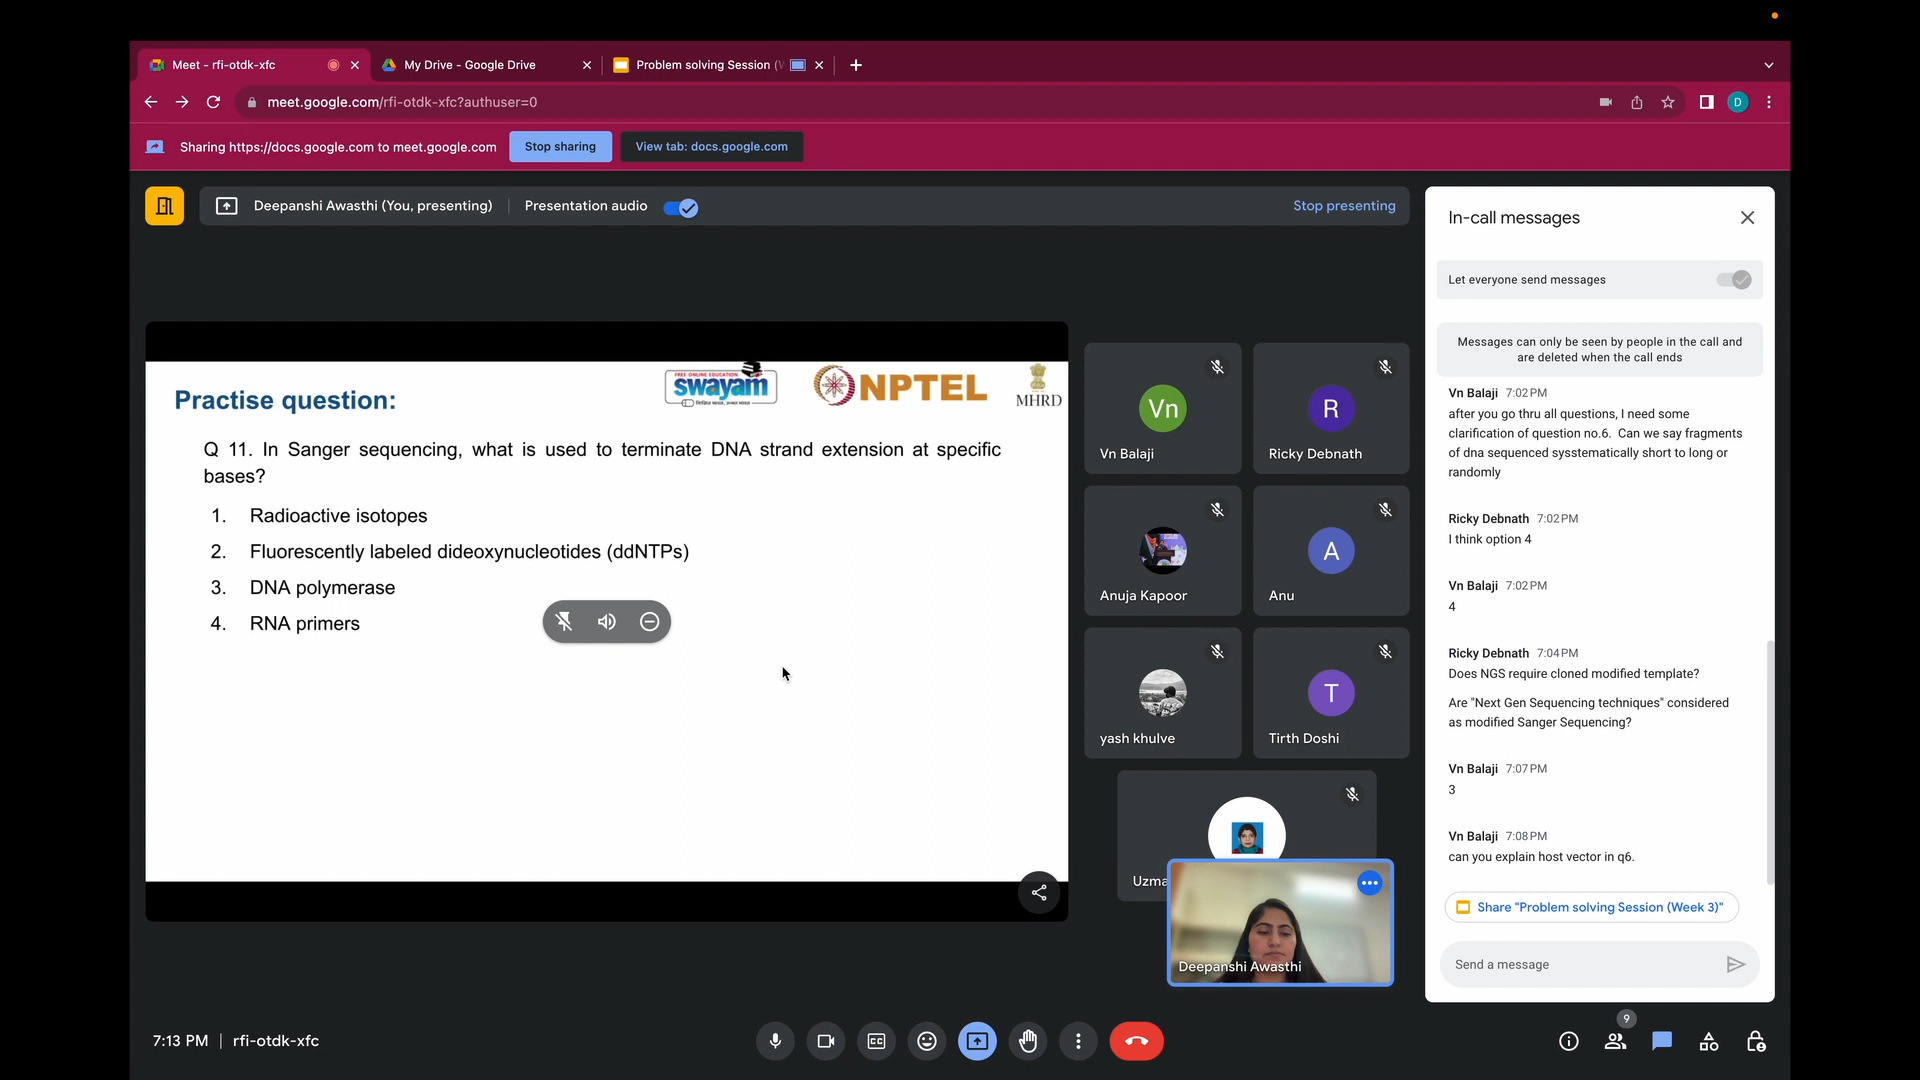 Meet - rfi-otdk-xfc
My Drive - Google Drive
Problem solving Session (W
meet.google.com/rfi-otdk-xfc?authuser=0
D
Sharing https://docs.google.com to meet.google.com
Stop sharing
View tab: docs.google.com
Deepanshi Awasthi (You, presenting)
Presentation audio
Stop presenting
Practise question:
FREE ONLINE EDUCATION
swayam
NPTEL
MHRD
Q 11. In Sanger sequencing, what is used to terminate DNA strand extension at specific
bases?
1. Radioactive isotopes
2. Fluorescently labeled dideoxynucleotides (ddNTPs)
3. DNA polymerase
4. RNA primers
Vn
Vn Balaji
R
Ricky Debnath
Anuja Kapoor
A
Anu
yash khulve
T
Tirth Doshi
Uzma
Deepanshi Awasthi
In-call messages
Let everyone send messages
Messages can only be seen by people in the call and
are deleted when the call ends
Vn Balaji 7:02 PM
after you go thru all questions, I need some
clarification of question no.6. Can we say fragments
of dna sequenced sysstematically short to long or
randomly
Ricky Debnath 7:02 PM
I think option 4
Vn Balaji 7:02 PM
4
Ricky Debnath 7:04 PM
Does NGS require cloned modified template?
Are "Next Gen Sequencing techniques" considered
as modified Sanger Sequencing?
Vn Balaji 7:07 PM
3
Vn Balaji 7:08 PM
can you explain host vector in q6.
Share "Problem solving Session (Week 3)"
Send a message
7:13 PM | rfi-otdk-xfc
CC
9